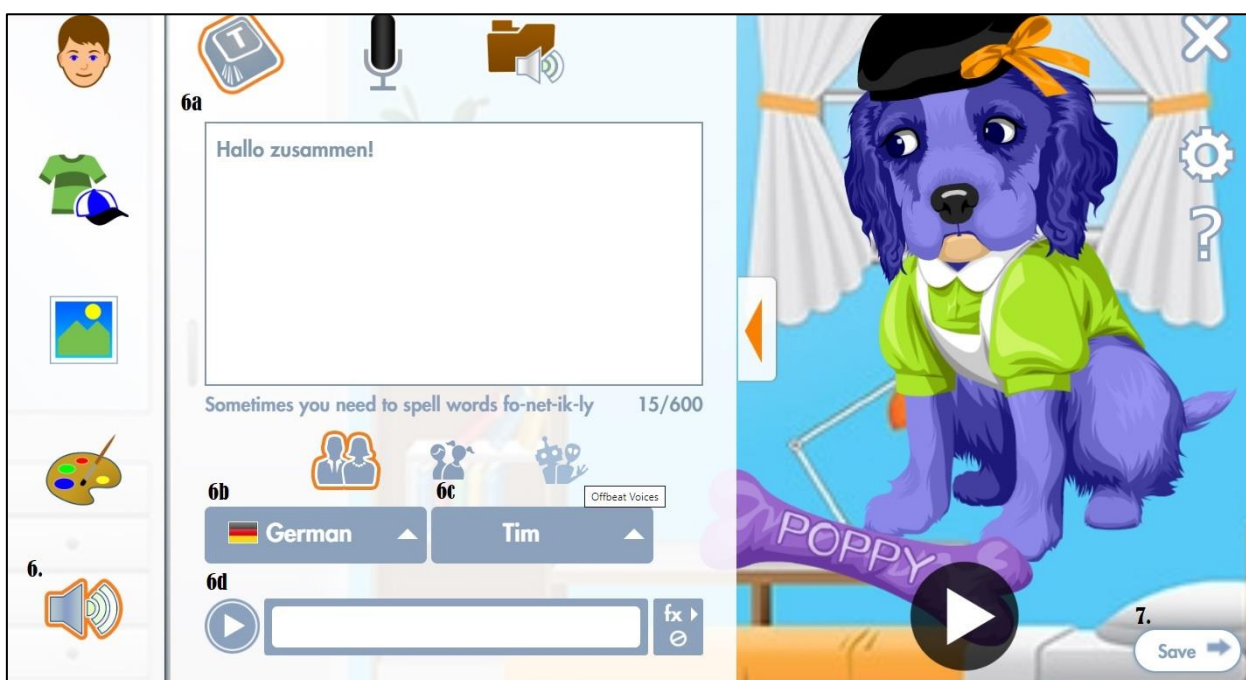 T
6a
Hallo zusammen!
Sometimes you need to spell words fo-net-ik-ly 15/600
6b
6c
Offbeat Voices
German
Tim
6.
6d
fx
POPPY
7.
Save
?